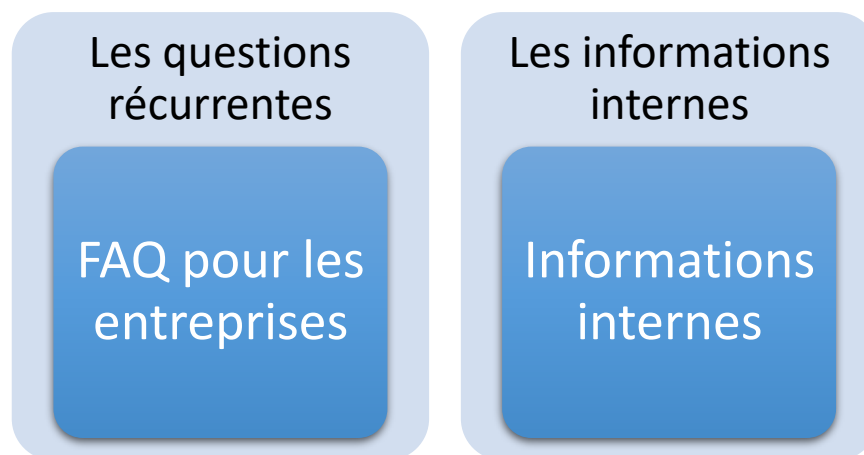 Les questions
récurrentes
FAQ pour les
entreprises
Les informations
internes
Informations
internes